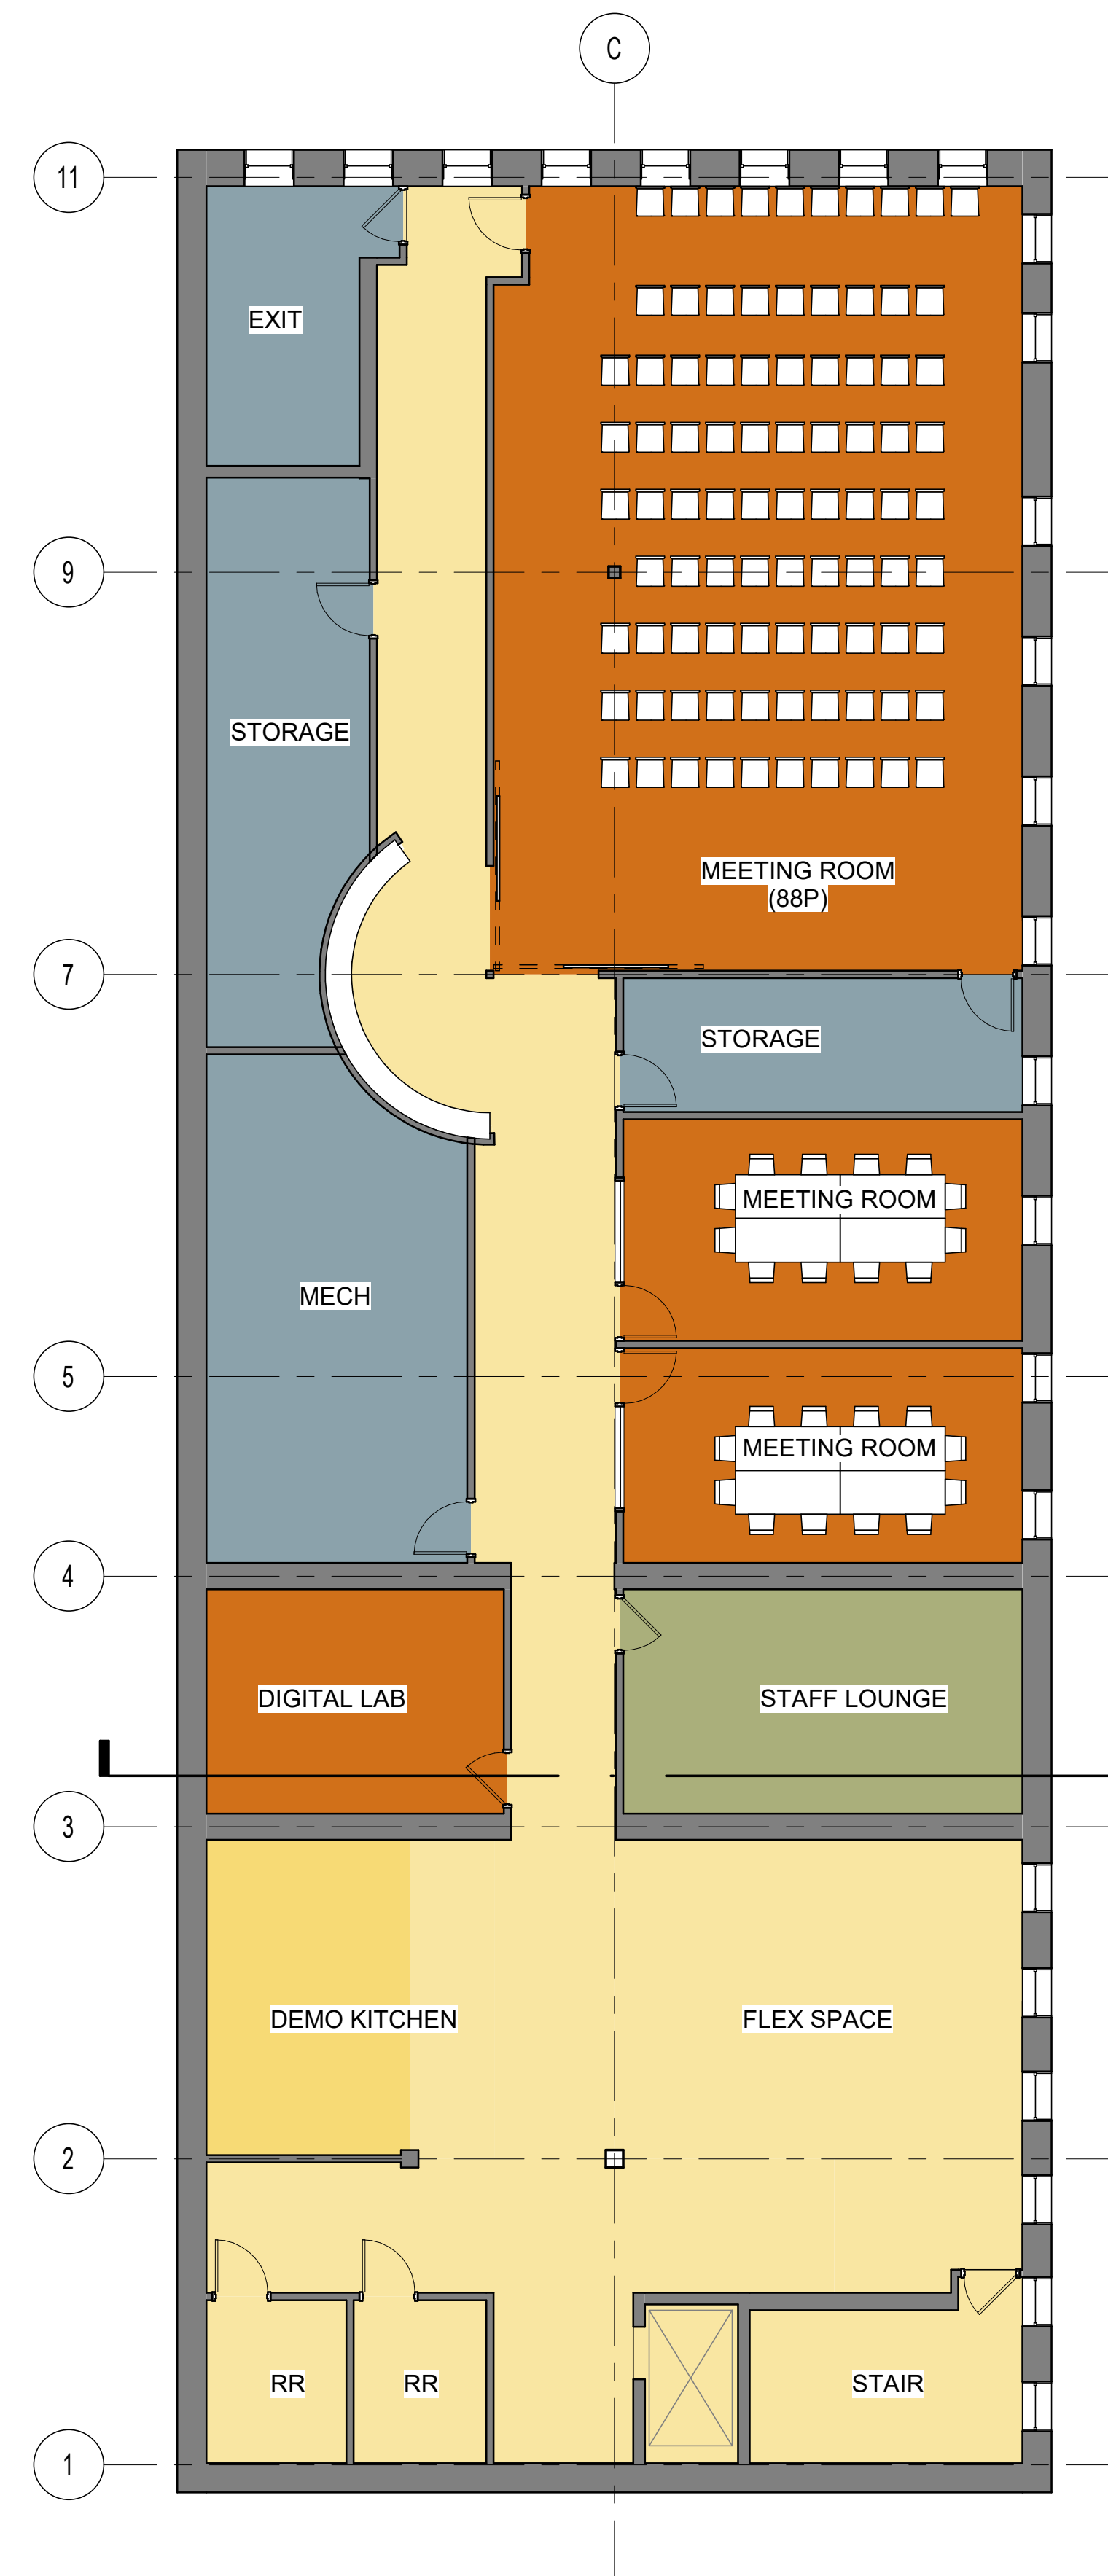 C
11
EXIT
9
STORAGE
MEETING ROOM
(88P)
7
STORAGE
MEETING ROOM
MECH
5
MEETING ROOM
4
DIGITAL LAB
STAFF LOUNGE
3
DEMO KITCHEN
FLEX SPACE
2
RR
RR
STAIR
1